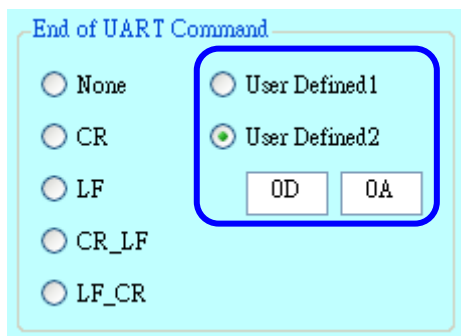 End of UART Command
None
CR
LF
CR_LF
LF_CR
User Defined1
User Defined2
0D 0A